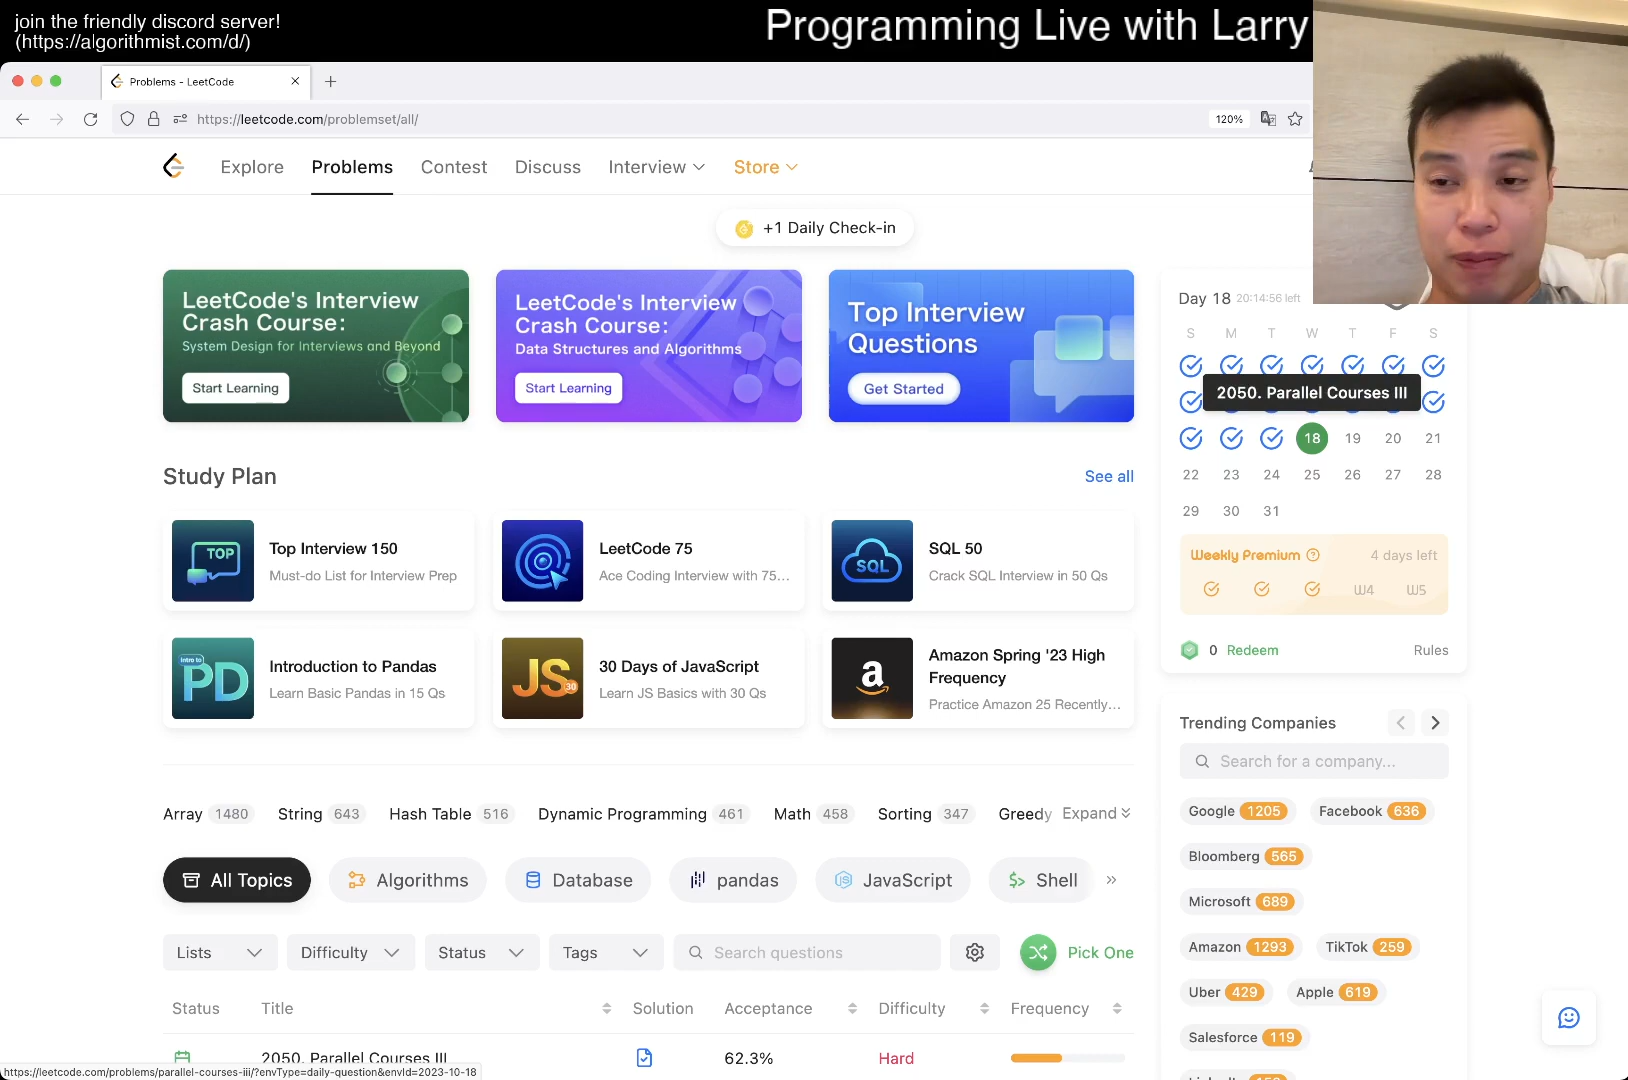 join the friendly discord server!
(https://algorithmist.com/d/)
Programming Live with Larry
Problems - LeetCode
https://leetcode.com/problemset/all/
120%
Explore
Problems
Contest
Discuss
Interview
Store
+1 Daily Check-in
LeetCode's Interview
Crash Course:
System Design for Interviews and Beyond
Start Learning
LeetCode's Interview
Crash Course:
Data Structures and Algorithms
Start Learning
Top Interview
Questions
Get Started
Day 18 20:14:56 left
S M T W T F S
2050. Parallel Courses III
18 19 20 21
22 23 24 25 26 27 28
29 30 31
Weekly Premium
4 days left
W4 W5
0 Redeem
Rules
Study Plan
See all
TOP
Top Interview 150
Must-do List for Interview Prep
LeetCode 75
Ace Coding Interview with 75...
SQL
SQL 50
Crack SQL Interview in 50 Qs
Intro to
PD
Introduction to Pandas
Learn Basic Pandas in 15 Qs
JS
30
30 Days of JavaScript
Learn JS Basics with 30 Qs
a
Amazon Spring '23 High
Frequency
Practice Amazon 25 Recently...
Trending Companies
Search for a company...
Google 1205
Facebook 636
Bloomberg 565
Microsoft 689
Amazon 1293
TikTok 259
Uber 429
Apple 619
Salesforce 119
Array 1480
String 643
Hash Table 516
Dynamic Programming 461
Math 458
Sorting 347
Greedy
Expand
All Topics
Algorithms
Database
pandas
JavaScript
Shell
Lists
Difficulty
Status
Tags
Search questions
Pick One
Status
Title
Solution
Acceptance
Difficulty
Frequency
2050. Parallel Courses III
62.3%
Hard
https://leetcode.com/problems/parallel-courses-iii/?envType=daily-question&envId=2023-10-18